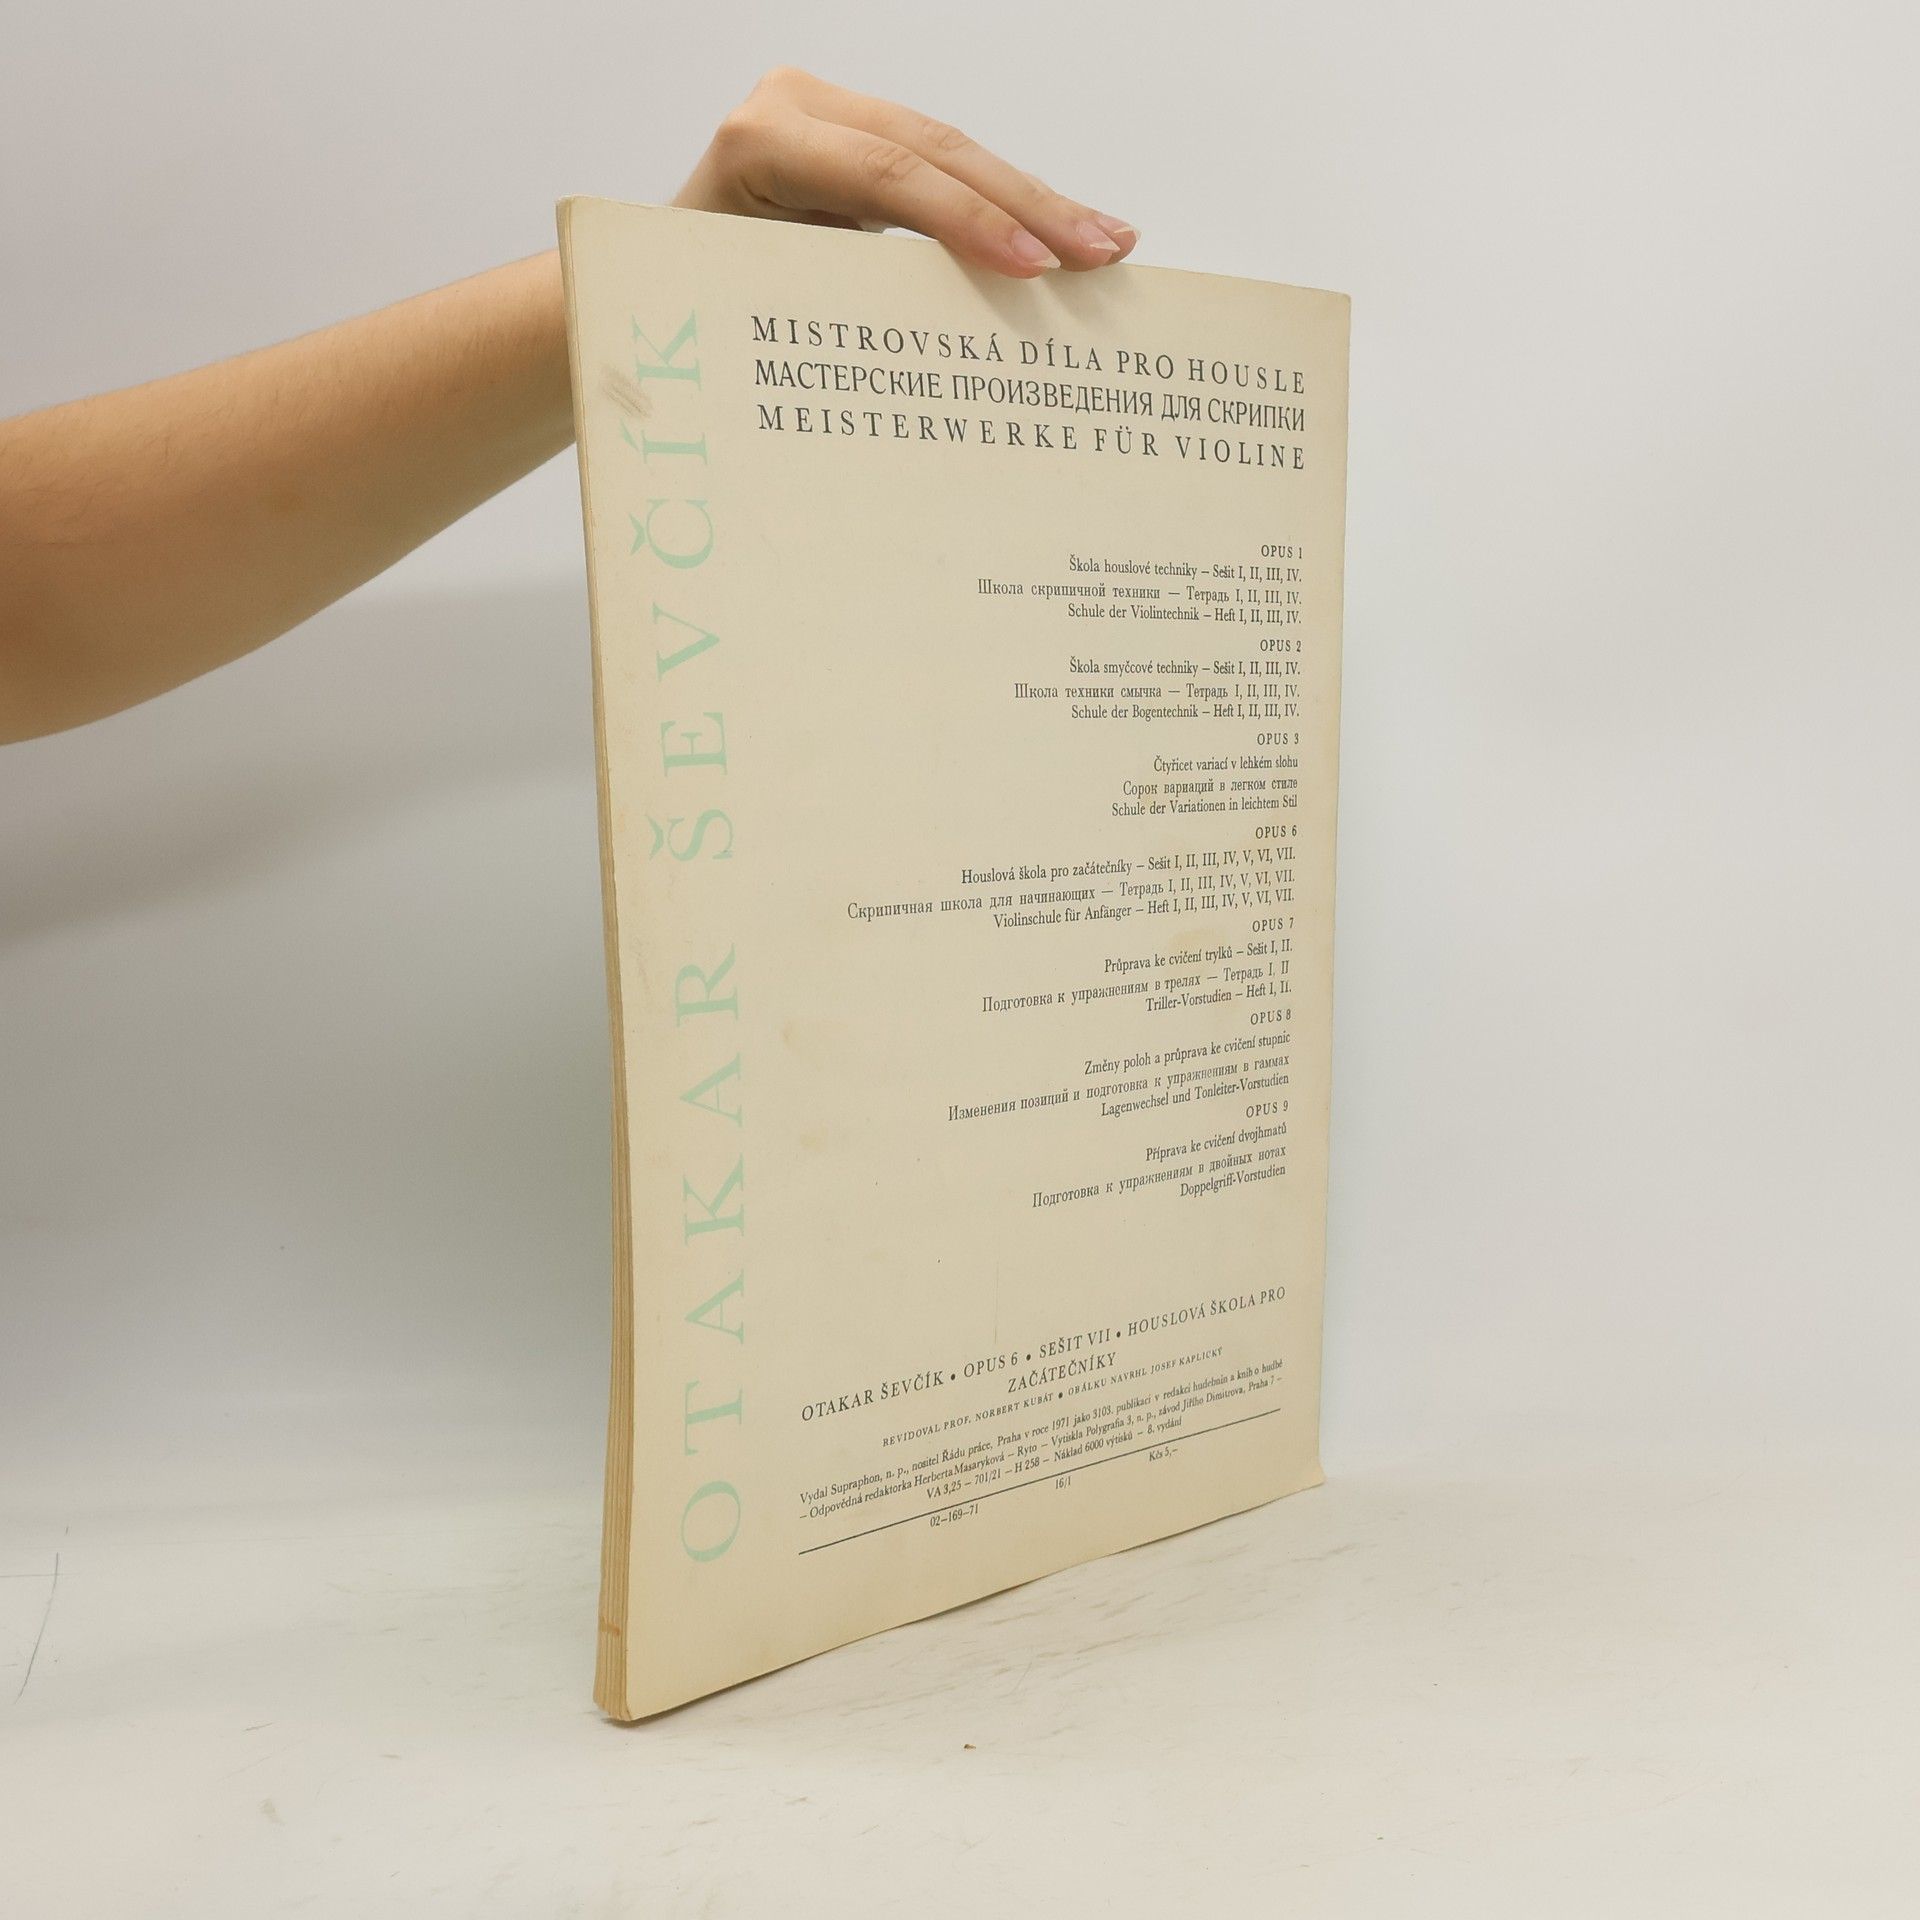 OTAKAR ŠEVČÍK
MISTROVSKÁ DÍLA PRO HOUSLE
МАСТЕРСКИЕ ПРОИЗВЕДЕНИЯ ДЛЯ СКРИПКИ
MEISTERWERKE FÜR VIOLINE
OPUS 1
Škola houslové techniky – Sešit I, II, III, IV.
Школа скрипичной техники — Тетрадь I, II, III, IV.
Schule der Violintechnik – Heft I, II, III, IV.
OPUS 2
Škola smyčcové techniky – Sešit I, II, III, IV.
Школа техники смычка — Тетрадь I, II, III, IV.
Schule der Bogentechnik – Heft I, II, III, IV.
OPUS 3
Čtyřicet variací v lehkém slohu
Сорок вариаций в легком стиле
Schule der Variationen in leichtem Stil
OPUS 6
Houslová škola pro začátečníky – Sešit I, II, III, IV, V, VI, VII.
Скрипичная школа для начинающих — Тетрадь I, II, III, IV, V, VI, VII.
Violinschule für Anfänger – Heft I, II, III, IV, V, VI, VII.
OPUS 7
Průprava ke cvičení trylků – Sešit I, II.
Подготовка к упражнениям в трелях — Тетрадь I, II
Triller-Vorstudien – Heft I, II.
OPUS 8
Změny poloh a průprava ke cvičení stupnic
Изменения позиций и подготовка к упражнениям в гаммах
Lagenwechsel und Tonleiter-Vorstudien
OPUS 9
Příprava ke cvičení dvojhmatů
Подготовка к упражнениям в двойных нотах
Doppelgriff-Vorstudien
OTAKAR ŠEVČÍK • OPUS 6 • SEŠIT VII • HOUSLOVÁ ŠKOLA PRO
ZAČÁTEČNÍKY
REVIDOVAL PROF. NORBERT KUBÁT • OBÁLKU NAVRHL JOSEF KAPLICKÝ
Vydal Supraphon, n. p., nositel Řádu práce, Praha v roce 1971 jako 3103. publikaci v redakci hudebnin a knih o hudbě
– Odpovědná redaktorka Herberta Masaryková – Ryto – Vytiskla Polygrafia 3, n. p., závod Jiřího Dimitrova, Praha 7 –
VA 3,25 – 701/21 – H 258 – Náklad 6000 výtisků – 8. vydání
02–169–71 16/1 Kčs 5,–